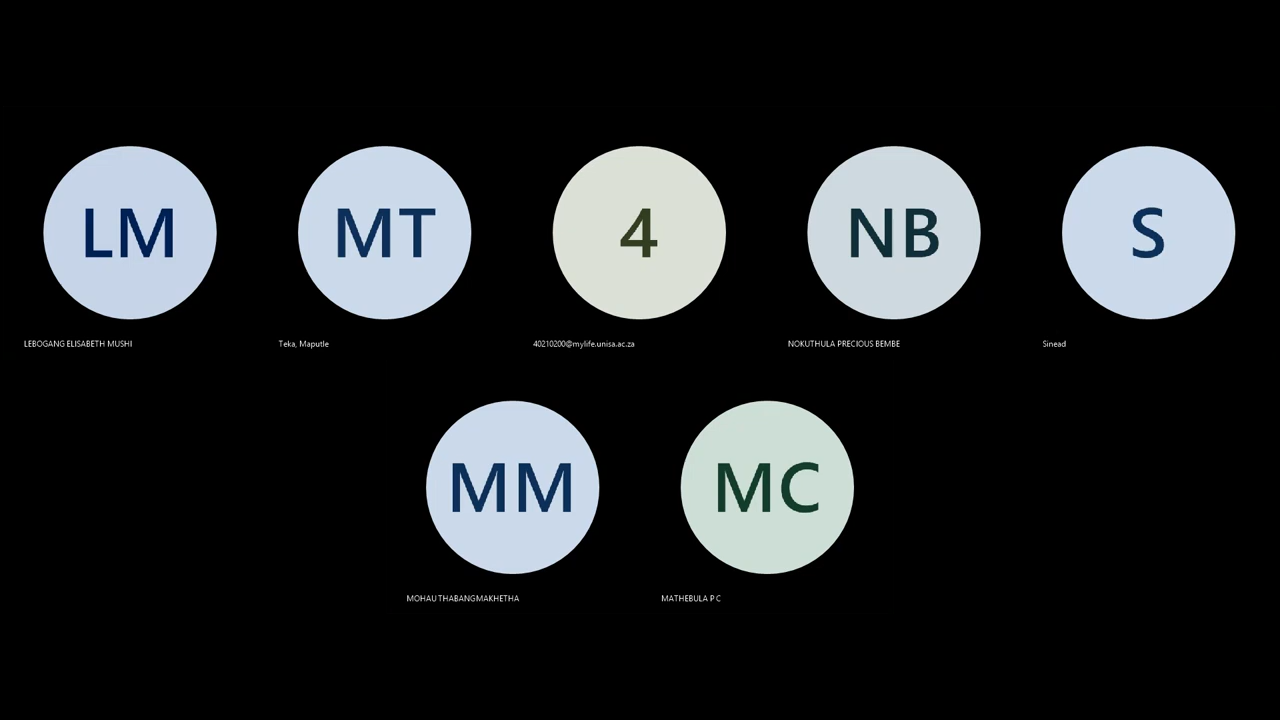 LM
MT
4
NB
S
LEBOGANG ELISABETH MUSHI
Teka, Maputle
40210200@mylife.unisa.ac.za
NOKUTHULA PRECIOUS BEMBE
Sinead
MM
MC
MOHAU THABANGMAKHETHA
MATHEBULA P C